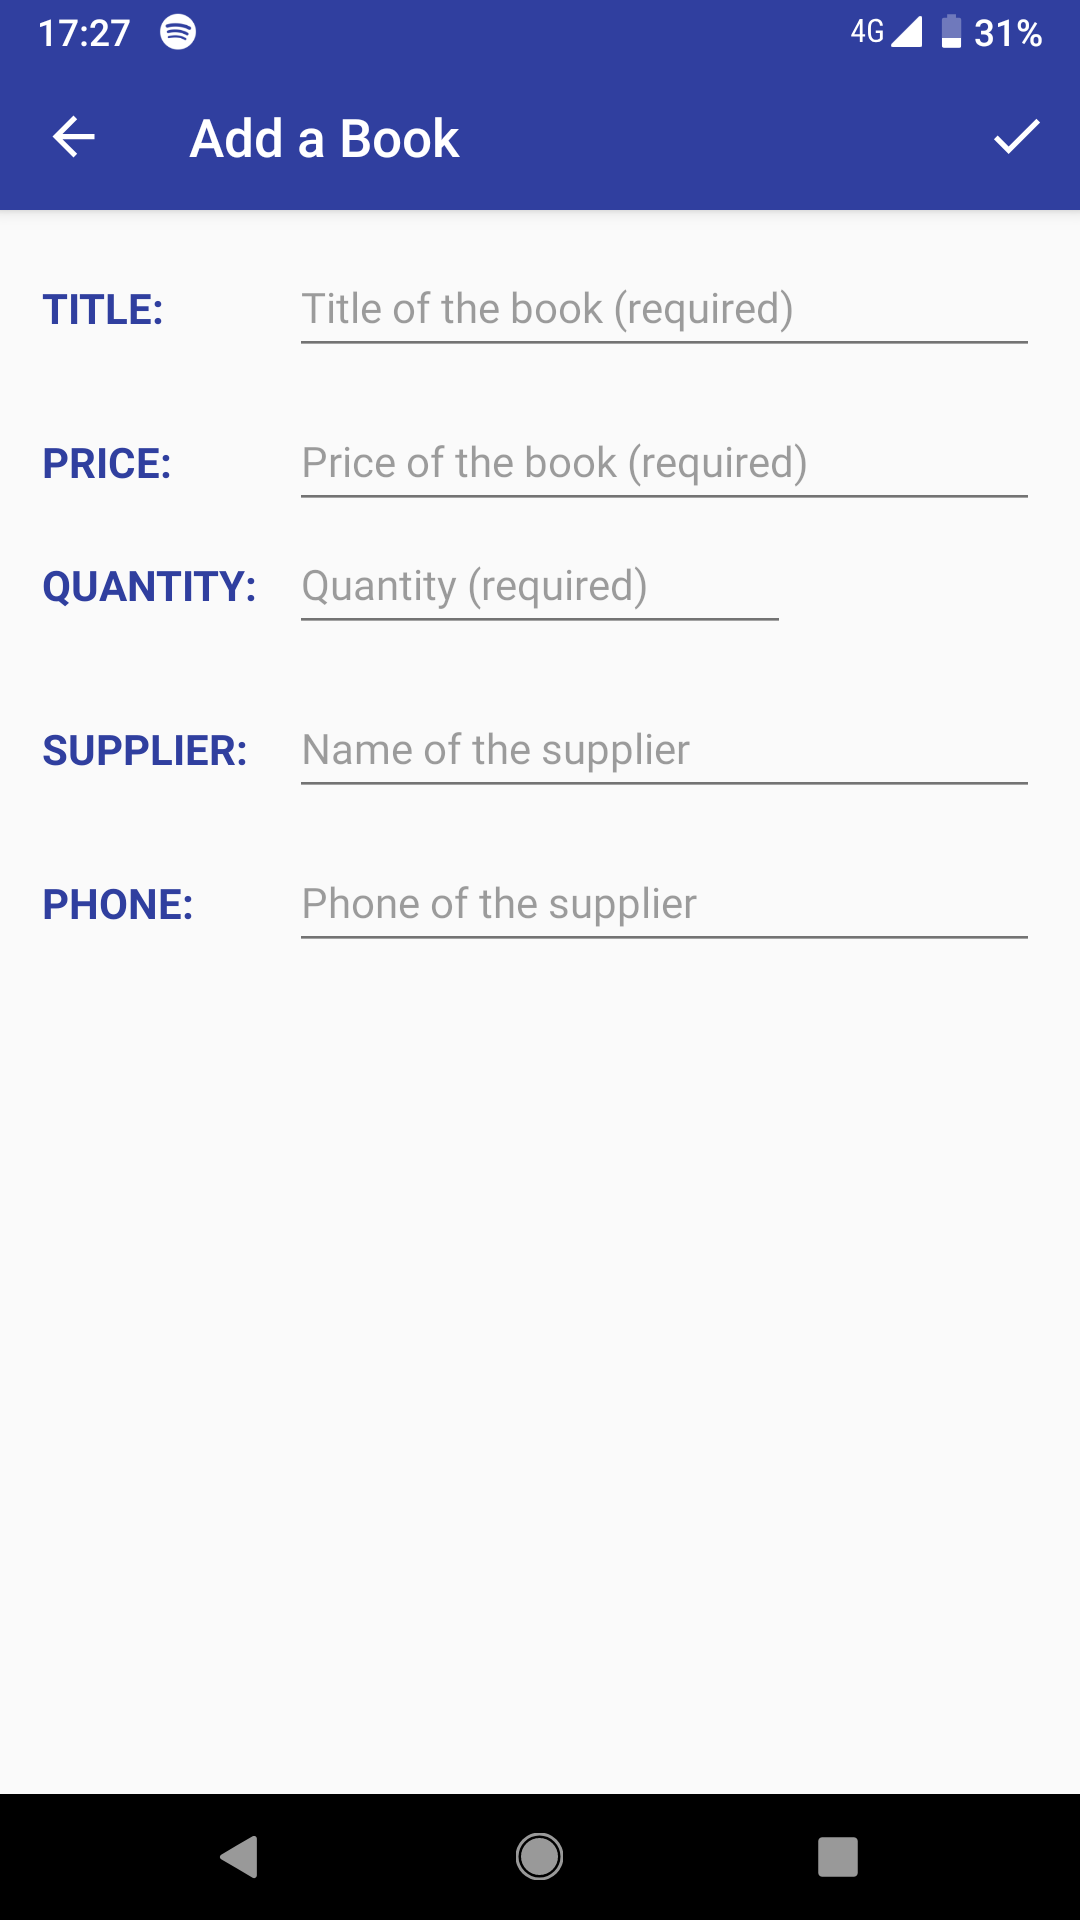 17:27 4G 31%
Add a Book
TITLE: Title of the book (required)
PRICE: Price of the book (required)
QUANTITY: Quantity (required)
SUPPLIER: Name of the supplier
PHONE: Phone of the supplier